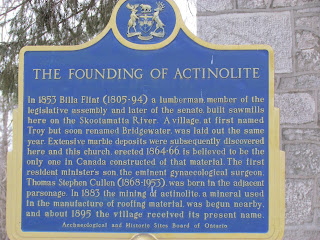 THE FOUNDING OF ACTINOLITE
In 1853 Billa Flint (1805-94) a lumberman, member of the
legislative assembly and later of the senate, built sawmills
here on the Skootamatta River. A village, at first named
Troy but soon renamed Bridgewater, was laid out the same
year. Extensive marble deposits were subsequently discovered
here and this church, erected 1864-66, is believed to be the
only one in Canada constructed of that material. The first
resident minister's son, the eminent gynaecological surgeon,
Thomas Stephen Cullen (1868-1953), was born in the adjacent
parsonage. In 1883 the mining of actinolite, a mineral used
in the manufacture of roofing material, was begun nearby,
and about 1895 the village received its present name.
Archaeological and Historic Sites Board of Ontario